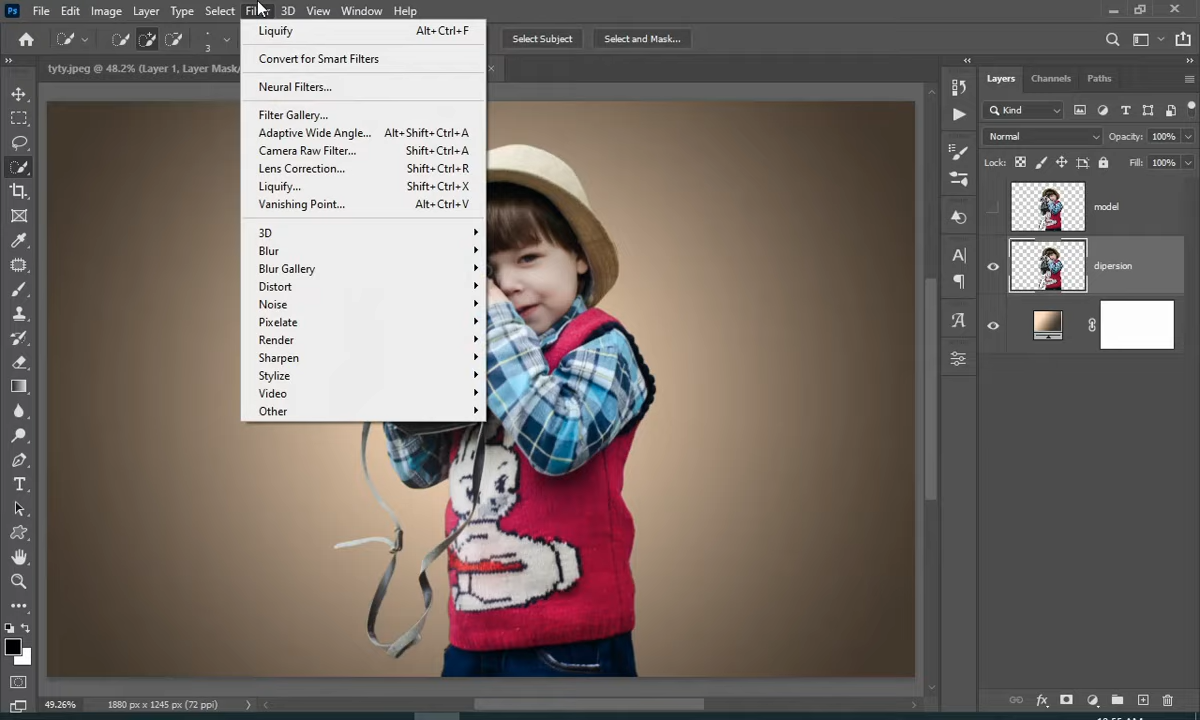 Ps File Edit Image Layer Type Select Filter 3D View Window Help
3 Select Subject Select and Mask...
tyty.jpeg @ 48.2% (Layer 1, Layer Mask/
Liquify Alt+Ctrl+F
Convert for Smart Filters
Neural Filters...
Filter Gallery...
Adaptive Wide Angle... Alt+Shift+Ctrl+A
Camera Raw Filter... Shift+Ctrl+A
Lens Correction... Shift+Ctrl+R
Liquify... Shift+Ctrl+X
Vanishing Point... Alt+Ctrl+V
3D
Blur
Blur Gallery
Distort
Noise
Pixelate
Render
Sharpen
Stylize
Video
Other
Layers Channels Paths
Kind
Normal Opacity: 100%
Lock: Fill: 100%
model
dipersion
49.26% 1880 px x 1245 px (72 ppi)